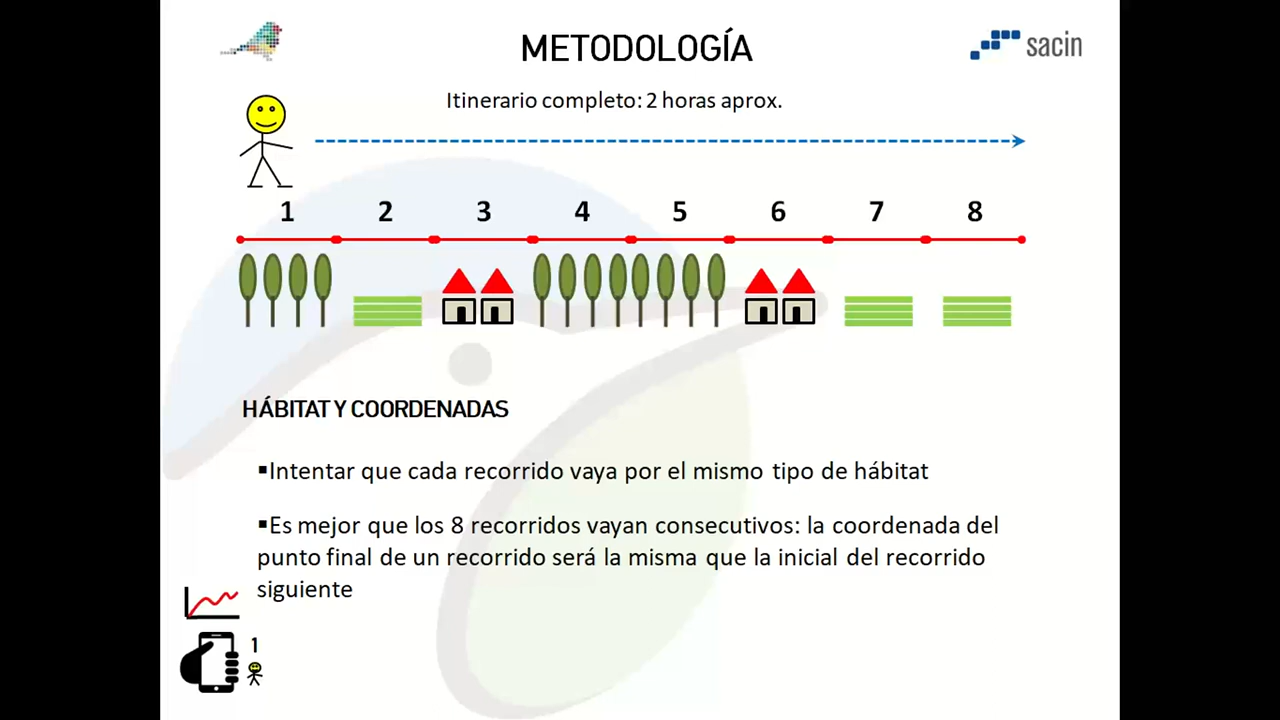 METODOLOGÍA
sacin
Itinerario completo: 2 horas aprox.
1 2 3 4 5 6 7 8
HÁBITAT Y COORDENADAS
▪Intentar que cada recorrido vaya por el mismo tipo de hábitat
▪Es mejor que los 8 recorridos vayan consecutivos: la coordenada del
punto final de un recorrido será la misma que la inicial del recorrido
siguiente
1